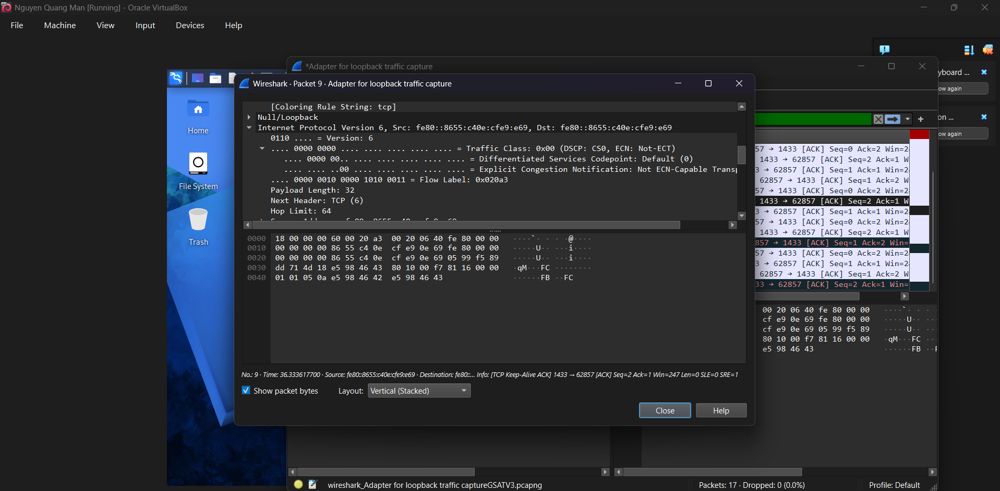 Nguyen Quang Man [Running] - Oracle VirtualBox
File Machine View Input Devices Help
*Adapter for loopback traffic capture
yboard ...
ow again
on ...
ow again
Home
File System
Trash
Wireshark · Packet 9 · Adapter for loopback traffic capture
[Coloring Rule String: tcp]
Null/Loopback
Internet Protocol Version 6, Src: fe80::8655:c40e:cfe9:e69, Dst: fe80::8655:c40e:cfe9:e69
0110 .... = Version: 6
.... 0000 0000 .... .... .... .... .... = Traffic Class: 0x00 (DSCP: CS0, ECN: Not-ECT)
.... 0000 00.. .... .... .... .... .... = Differentiated Services Codepoint: Default (0)
.... .... ..00 .... .... .... .... .... = Explicit Congestion Notification: Not ECN-Capable Transp
.... 0000 0010 0000 1010 0011 = Flow Label: 0x020a3
Payload Length: 32
Next Header: TCP (6)
Hop Limit: 64
0000 18 00 00 00 60 00 20 a3 00 20 06 40 fe 80 00 00 ····`· · · ·@····
0010 00 00 00 00 86 55 c4 0e cf e9 0e 69 fe 80 00 00 ·····U·· ···i····
0020 00 00 00 00 86 55 c4 0e cf e9 0e 69 05 99 f5 89 ·····U·· ···i····
0030 dd 71 4d 18 e5 98 46 43 80 10 00 f7 81 16 00 00 ·qM···FC ········
0040 01 01 05 0a e5 98 46 42 e5 98 46 43 ······FB ··FC
No.: 9 · Time: 36.333617700 · Source: fe80::8655:c40e:cfe9:e69 · Destination: fe80::... Info: [TCP Keep-Alive ACK] 1433 → 62857 [ACK] Seq=2 Ack=1 Win=247 Len=0 SLE=0 SRE=1
Show packet bytes Layout: Vertical (Stacked)
Close Help
57 → 1433 [ACK] Seq=0 Ack=2 Win=2
1433 → 62857 [ACK] Seq=2 Ack=1 W
3 → 62857 [ACK] Seq=1 Ack=1 Win=2
62857 → 1433 [ACK] Seq=1 Ack=2 W
57 → 1433 [ACK] Seq=0 Ack=2 Win=2
1433 → 62857 [ACK] Seq=2 Ack=1 W
3 → 62857 [ACK] Seq=1 Ack=1 Win=2
57 → 1433 [ACK] Seq=0 Ack=2 Win=2
1433 → 62857 [ACK] Seq=2 Ack=1 W
857 → 1433 [ACK] Seq=1 Ack=2 Win=
57 → 1433 [ACK] Seq=0 Ack=2 Win=2
3 → 62857 [ACK] Seq=1 Ack=1 Win=2
62857 → 1433 [ACK] Seq=1 Ack=2 W
33 → 62857 [ACK] Seq=2 Ack=1 Win=
00 20 06 40 fe 80 00 00 ····`· · ·
cf e9 0e 69 fe 80 00 00 ·····U·· ··
cf e9 0e 69 05 99 f5 89 ·····U·· ··
80 10 00 f7 81 16 00 00 ·qM···FC ··
e5 98 46 43 ······FB ··F
wireshark_Adapter for loopback traffic captureGSATV3.pcapng Packets: 17 · Dropped: 0 (0.0%) Profile: Default